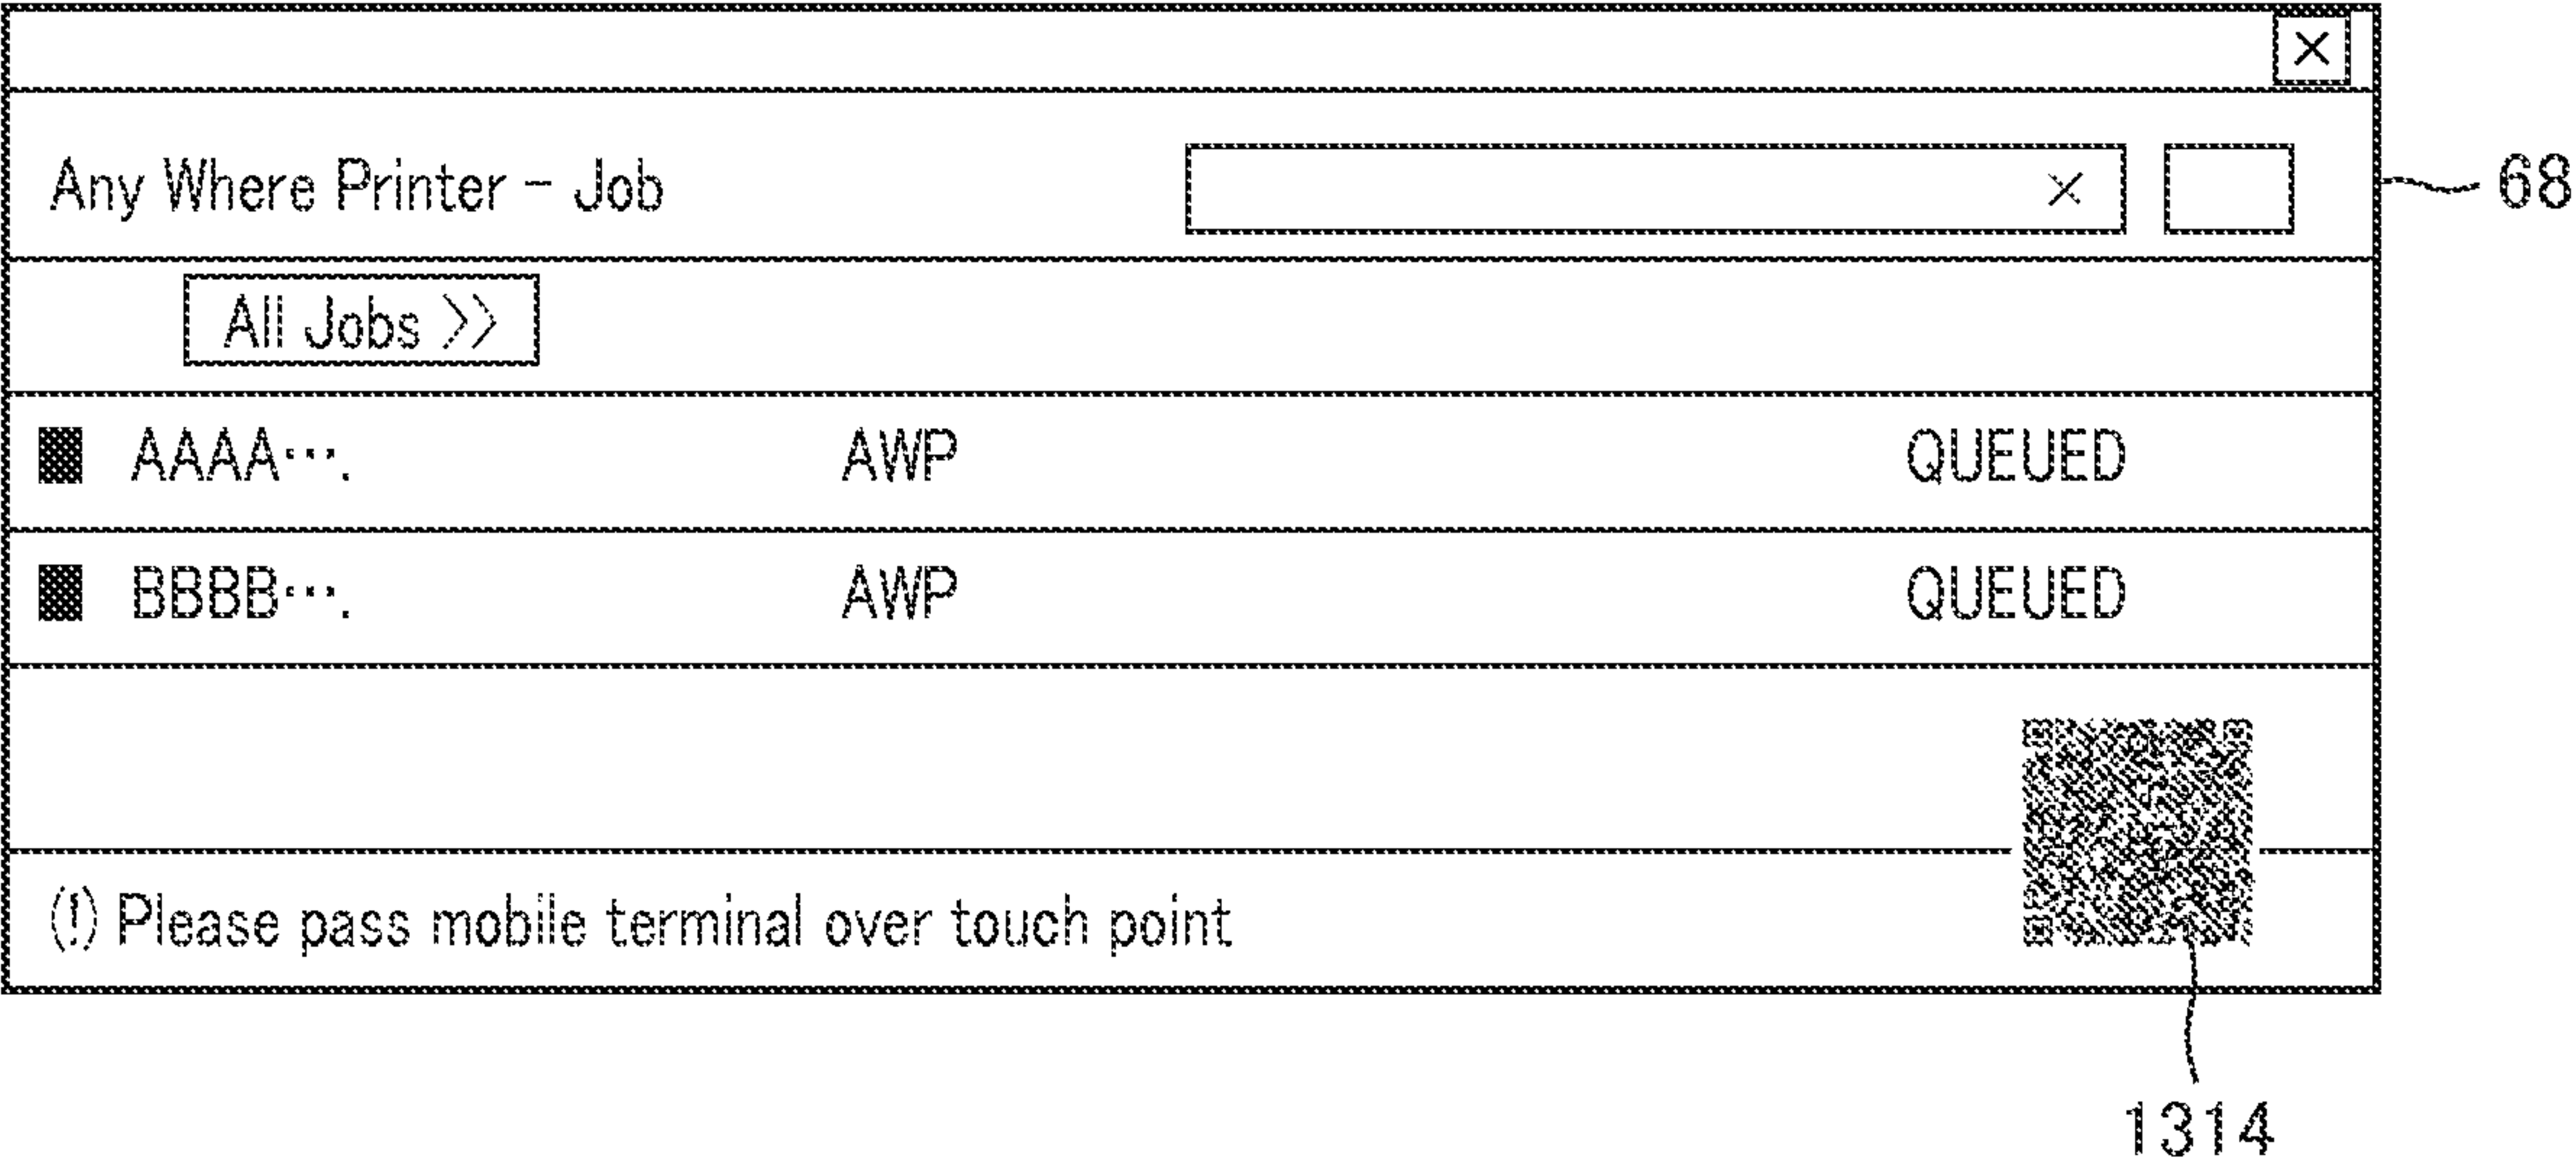 ×
Any Where Printer - Job × 68
All Jobs >>
AAAA···. AWP QUEUED
BBBB···. AWP QUEUED
(!) Please pass mobile terminal over touch point
1314